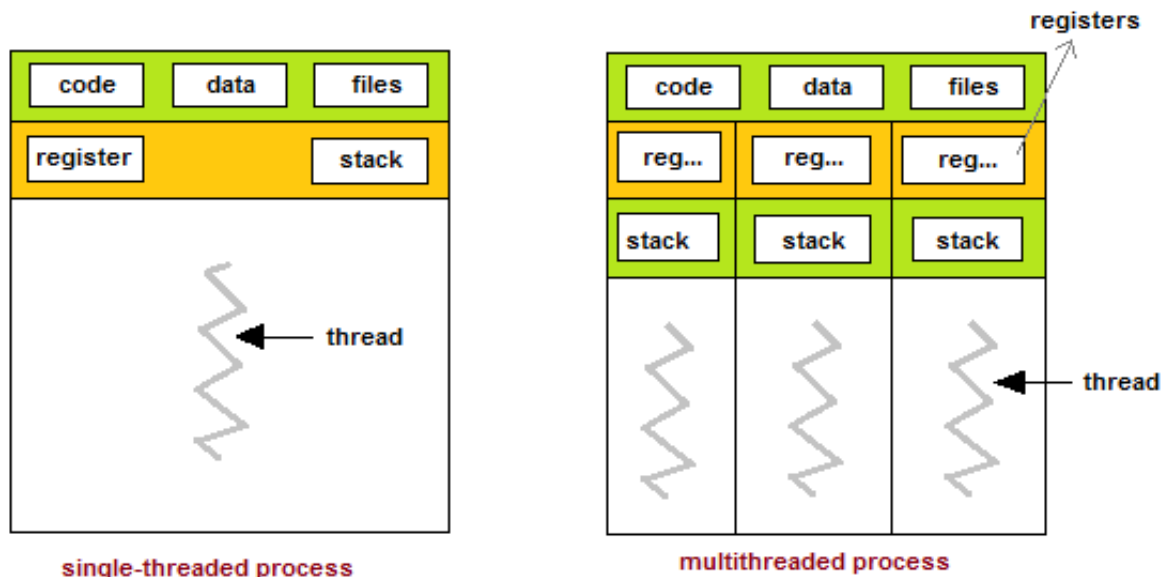 code data files
register stack
thread
single-threaded process
registers
code data files
reg... reg... reg...
stack stack stack
thread
multithreaded process